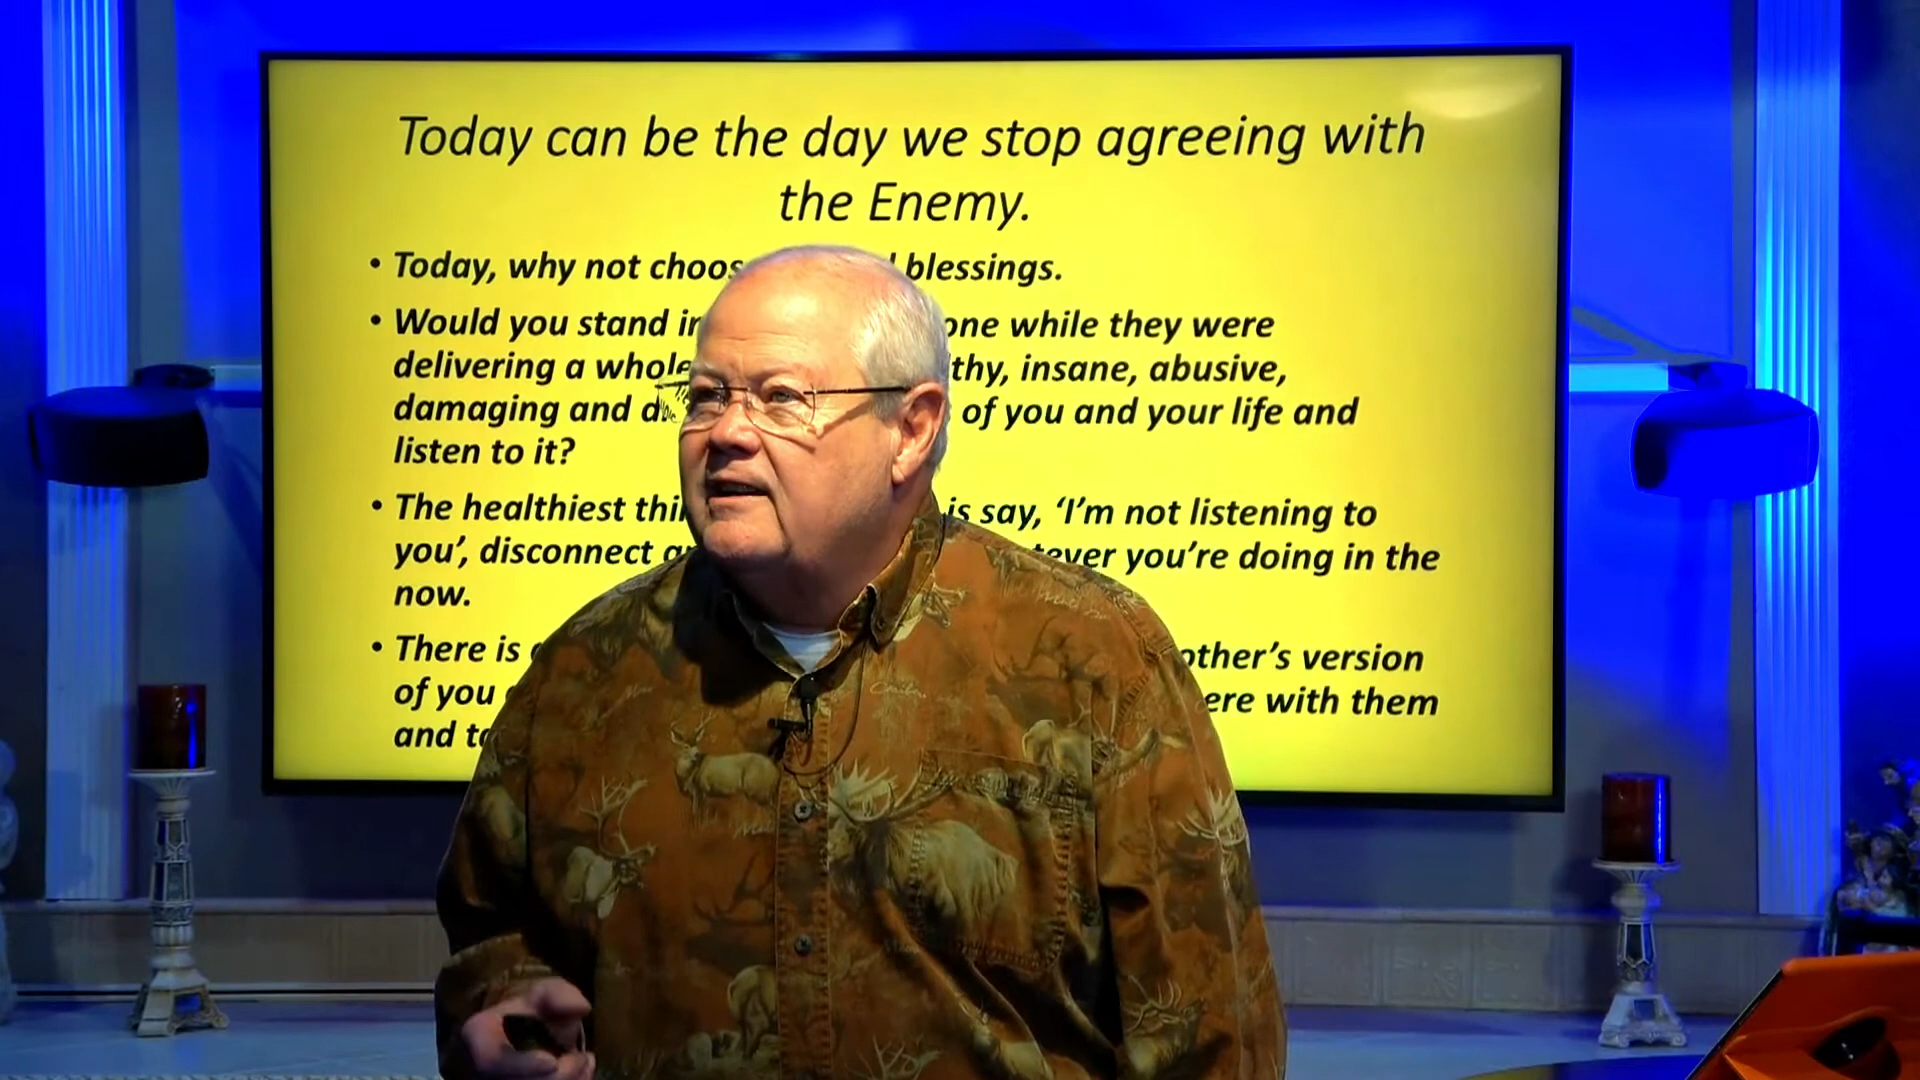 Today can be the day we stop agreeing with
the Enemy.
• Today, why not choos blessings.
• Would you stand in one while they were
delivering a whole thy, insane, abusive,
damaging and d of you and your life and
listen to it?
• The healthiest thi is say, ‘I’m not listening to
you’, disconnect a tever you’re doing in the
now.
• There is other’s version
of you ere with them
and to